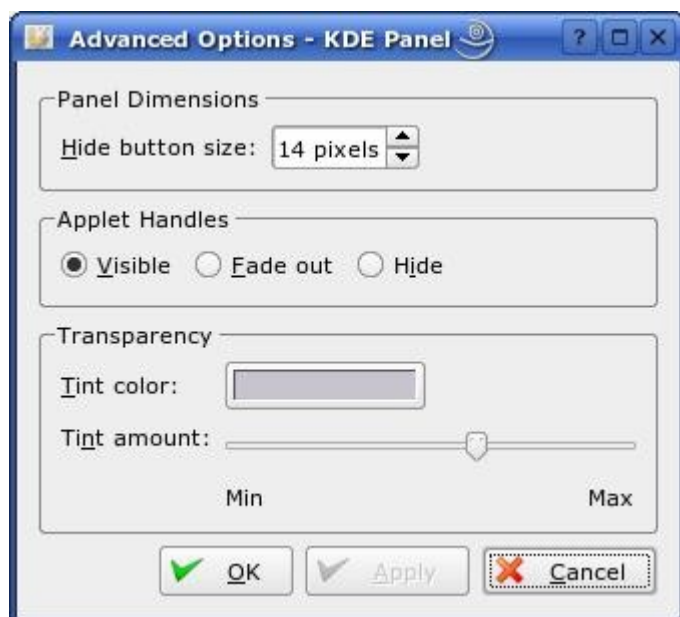 Advanced Options - KDE Panel
Panel Dimensions
Hide button size: 14 pixels
Applet Handles
Visible Fade out Hide
Transparency
Tint color:
Tint amount:
Min Max
OK Apply Cancel